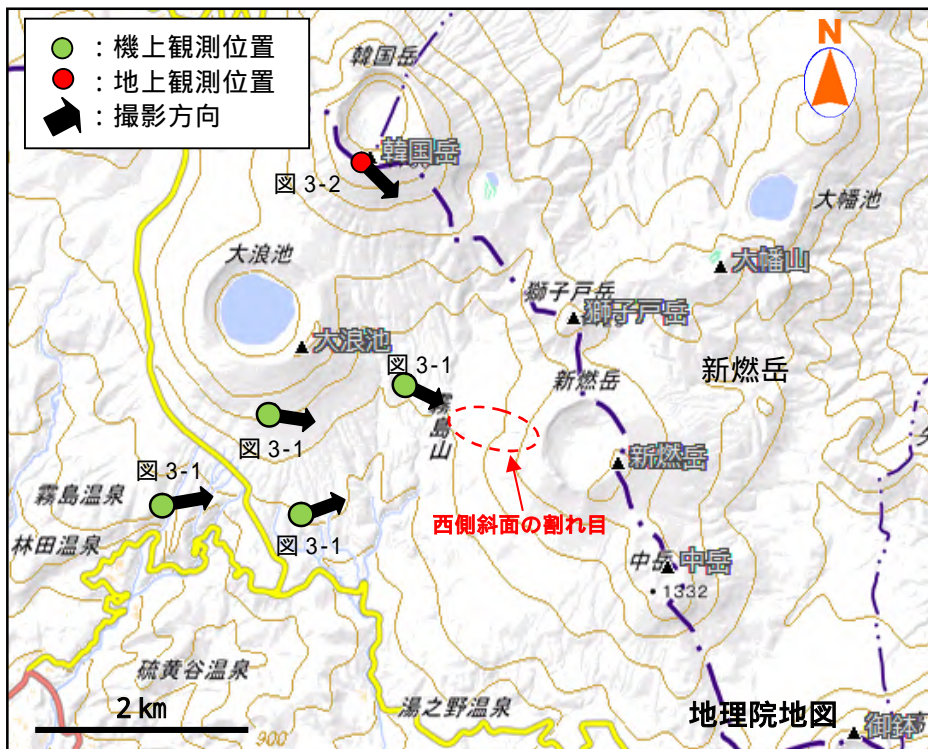 ：機上観測位置
：地上観測位置
：撮影方向
N
韓国岳
韓国岳
図 3-2
大幡池
大浪池
大幡山
獅子戸岳
獅子戸岳
大浪池
図 3-1
新燃岳
新燃岳
霧島山
図 3-1
新燃岳
図 3-1
霧島温泉
西側斜面の割れ目
林田温泉
図 3-1
中岳
中岳
1332
硫黄谷温泉
2km
湯之野温泉
地理院地図
900
御鉢